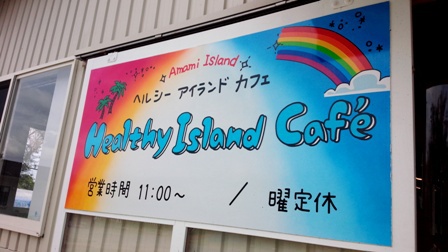 Amami Island
ヘルシー アイランド カフェ
Healthy Island Café
営業時間 11:00～ / 曜定休